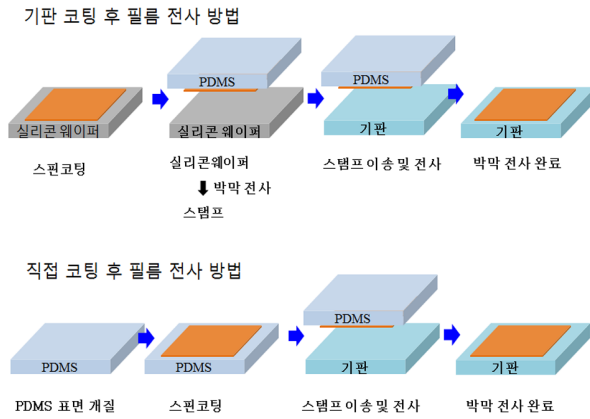 기판 코팅 후 필름 전사 방법
PDMS
PDMS
실리콘 웨이퍼
실리콘 웨이퍼
기판
기판
스핀코팅
실리콘웨이퍼
스탬프 이송 및 전사
박막 전사 완료
박막 전사
스탬프
직접 코팅 후 필름 전사 방법
PDMS
PDMS
PDMS
기판
기판
PDMS 표면 개질
스핀코팅
스탬프 이송 및 전사
박막 전사 완료